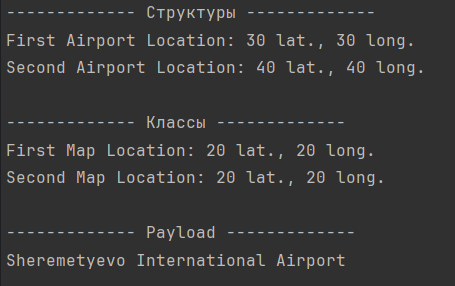 ------------- Структуры -------------
First Airport Location: 30 lat., 30 long.
Second Airport Location: 40 lat., 40 long.
------------- Классы -------------
First Map Location: 20 lat., 20 long.
Second Map Location: 20 lat., 20 long.
------------- Payload -------------
Sheremetyevo International Airport